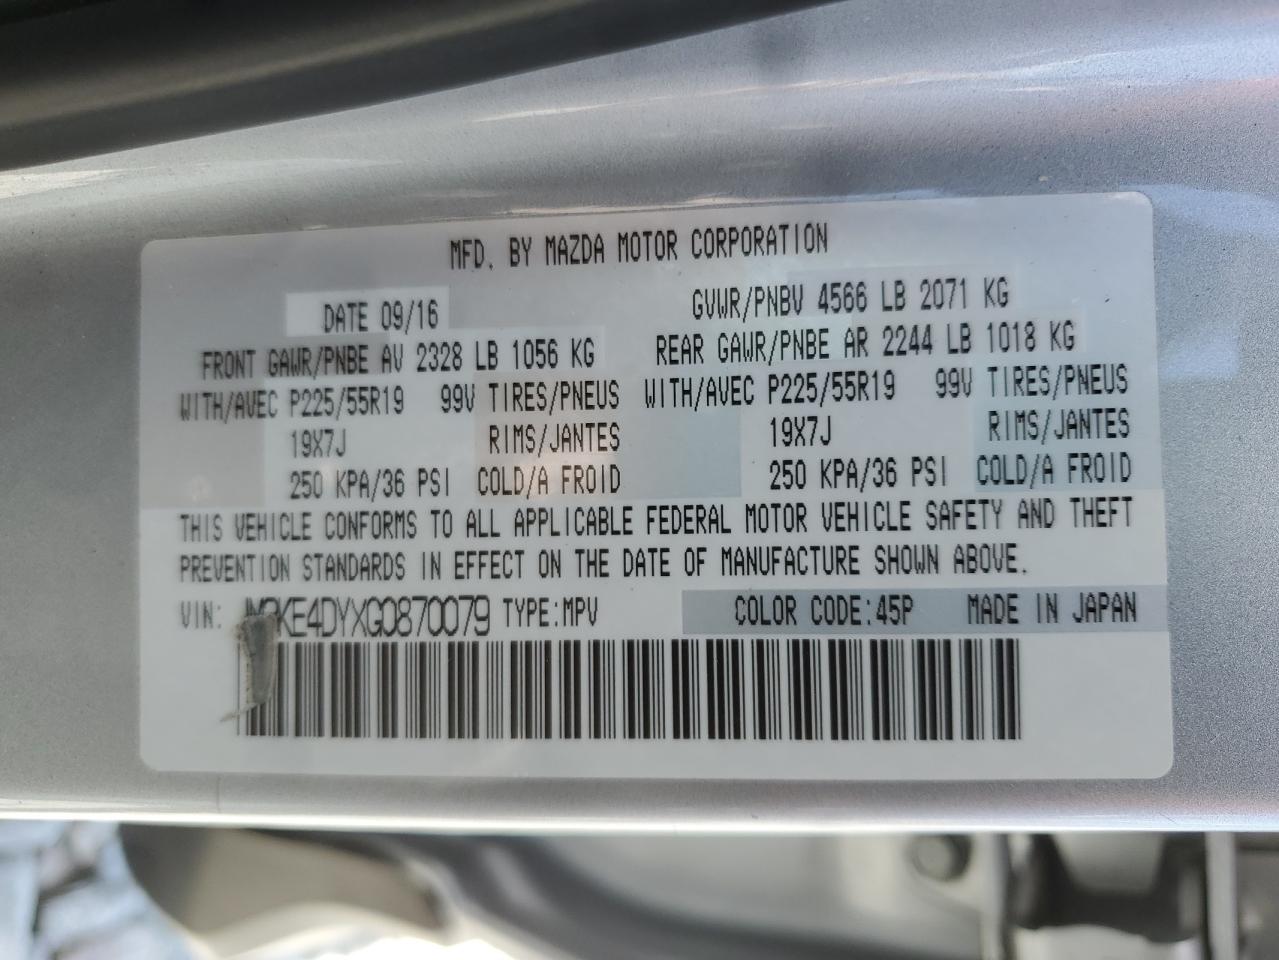 MFD. BY MAZDA MOTOR CORPORATION
DATE 09/16 GVWR/PNBV 4566 LB 2071 KG
FRONT GAWR/PNBE AV 2328 LB 1056 KG REAR GAWR/PNBE AR 2244 LB 1018 KG
WITH/AVEC P225/55R19 99V TIRES/PNEUS WITH/AVEC P225/55R19 99V TIRES/PNEUS
19X7J RIMS/JANTES 19X7J RIMS/JANTES
250 KPA/36 PSI COLD/A FROID 250 KPA/36 PSI COLD/A FROID
THIS VEHICLE CONFORMS TO ALL APPLICABLE FEDERAL MOTOR VEHICLE SAFETY AND THEFT
PREVENTION STANDARDS IN EFFECT ON THE DATE OF MANUFACTURE SHOWN ABOVE.
VIN: TYPE:MPV COLOR CODE:45P MADE IN JAPAN